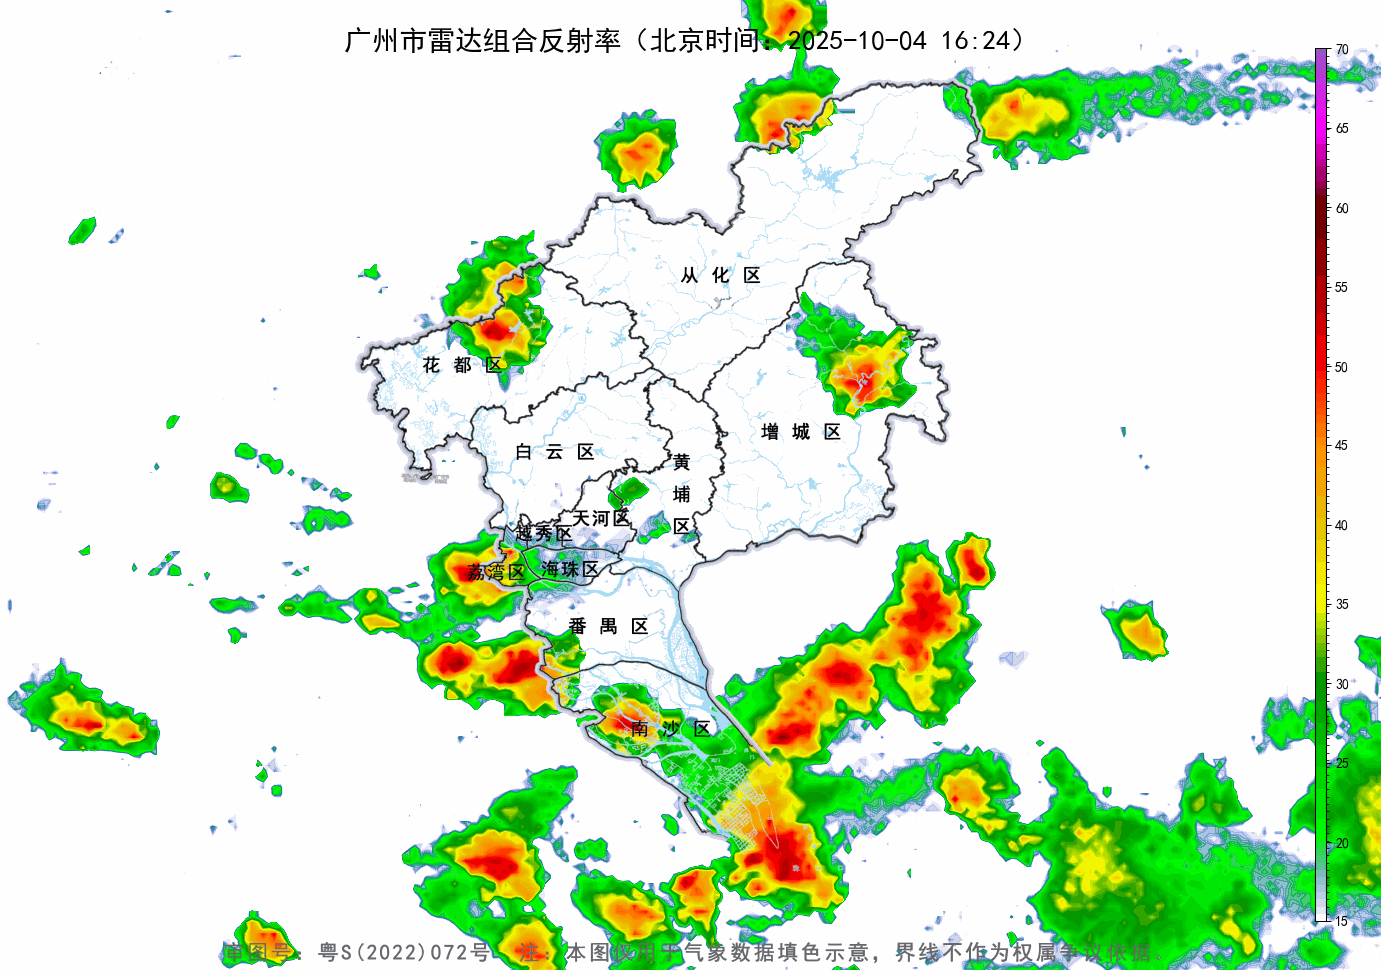 广州市雷达组合反射率（北京时间：2025-10-04 16:24）
70
65
60
55
50
45
40
35
30
25
20
15
从化区
花都区
增城区
白云区
黄埔区
天河区
越秀区
荔湾区
海珠区
番禺区
南沙区
审图号：粤S(2022)072号 注：本图仅用于气象数据填色示意，界线不作为权属争议依据。